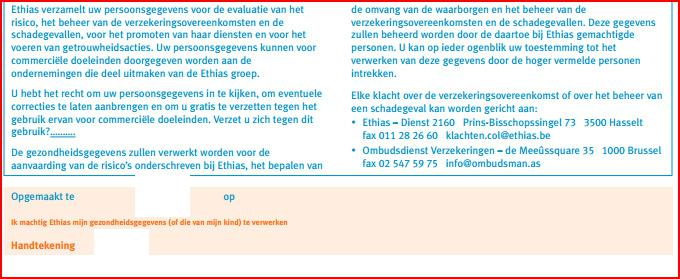 Ethias verzamelt uw persoonsgegevens voor de evaluatie van het
risico, het beheer van de verzekeringsovereenkomsten en de
schadegevallen, voor het promoten van haar diensten en voor het
voeren van getrouwheidsacties. Uw persoonsgegevens kunnen voor
commerciële doeleinden doorgegeven worden aan de
ondernemingen die deel uitmaken van de Ethias groep.
U hebt het recht om uw persoonsgegevens in te kijken, om eventuele
correcties te laten aanbrengen en om u gratis te verzetten tegen het
gebruik ervan voor commerciële doeleinden. Verzet u zich tegen dit
gebruik?..........
De gezondheidsgegevens zullen verwerkt worden voor de
aanvaarding van de risico's onderschreven bij Ethias, het bepalen van
de omvang van de waarborgen en het beheer van de
verzekeringsovereenkomsten en de schadegevallen. Deze gegevens
zullen beheerd worden door de daartoe bij Ethias gemachtigde
personen. U kan op ieder ogenblik uw toestemming tot het
verwerken van deze gegevens door de hoger vermelde personen
intrekken.
Elke klacht over de verzekeringsovereenkomst of over het beheer van
een schadegeval kan worden gericht aan:
• Ethias – Dienst 2160 Prins-Bisschopssingel 73 3500 Hasselt
fax 011 28 26 60 klachten.col@ethias.be
• Ombudsdienst Verzekeringen – de Meeûssquare 35 1000 Brussel
fax 02 547 59 75 info@ombudsman.as
Opgemaakt te op
Ik machtig Ethias mijn gezondheidsgegevens (of die van mijn kind) te verwerken
Handtekening